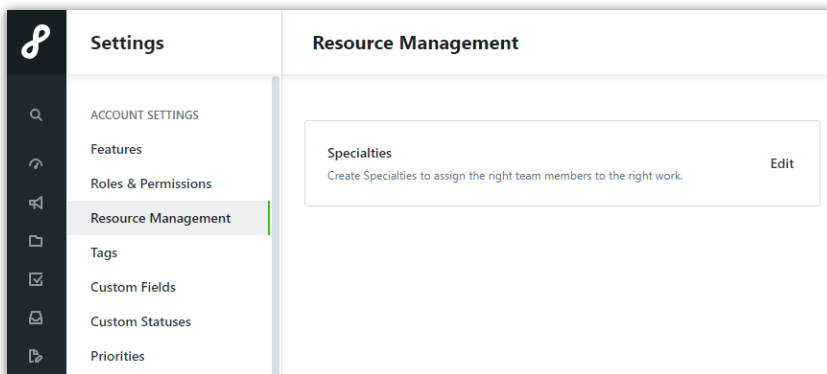 Settings
Resource Management
ACCOUNT SETTINGS
Features
Roles & Permissions
Resource Management
Tags
Custom Fields
Custom Statuses
Priorities
Specialties
Create Specialties to assign the right team members to the right work.
Edit